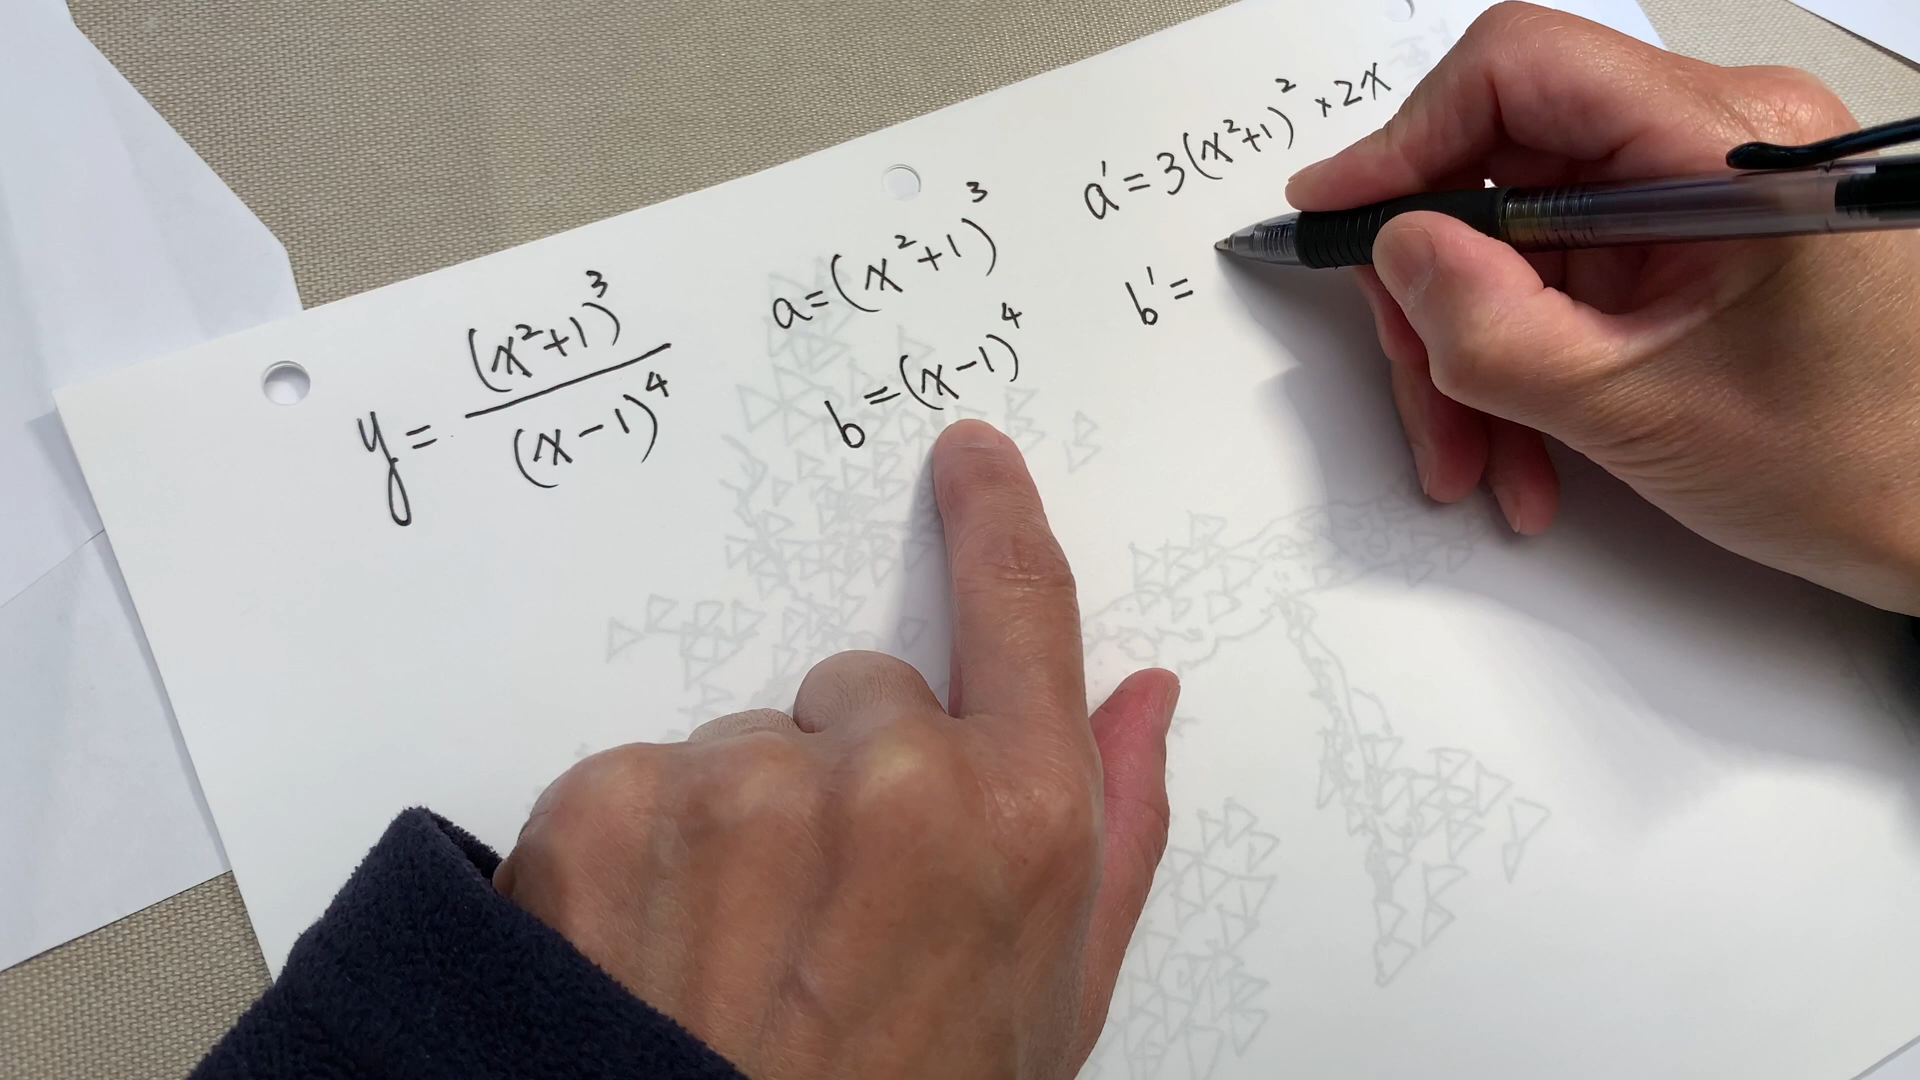 y = (x²+1)³ / (x-1)⁴
a = (x²+1)³
b = (x-1)⁴
a' = 3(x²+1)² × 2x
b' =